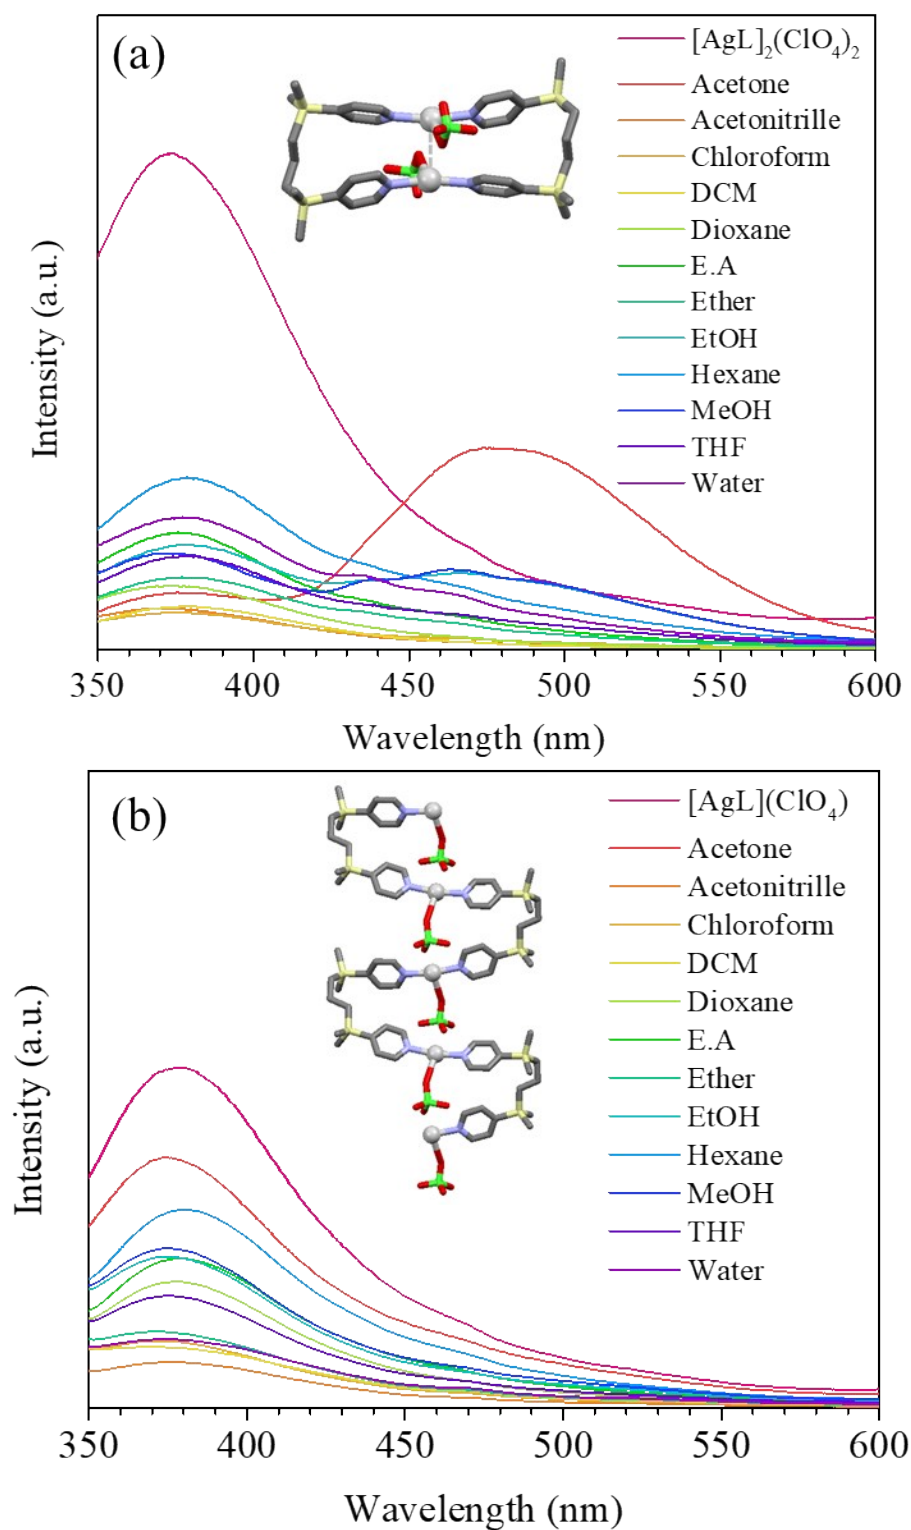 (a)
[AgL]₂(ClO₄)₂
Acetone
Acetonitrille
Chloroform
DCM
Dioxane
E.A
Ether
EtOH
Hexane
MeOH
THF
Water
Intensity (a.u.)
350 400 450 500 550 600
Wavelength (nm)
(b)
[AgL](ClO₄)
Acetone
Acetonitrille
Chloroform
DCM
Dioxane
E.A
Ether
EtOH
Hexane
MeOH
THF
Water
Intensity (a.u.)
350 400 450 500 550 600
Wavelength (nm)